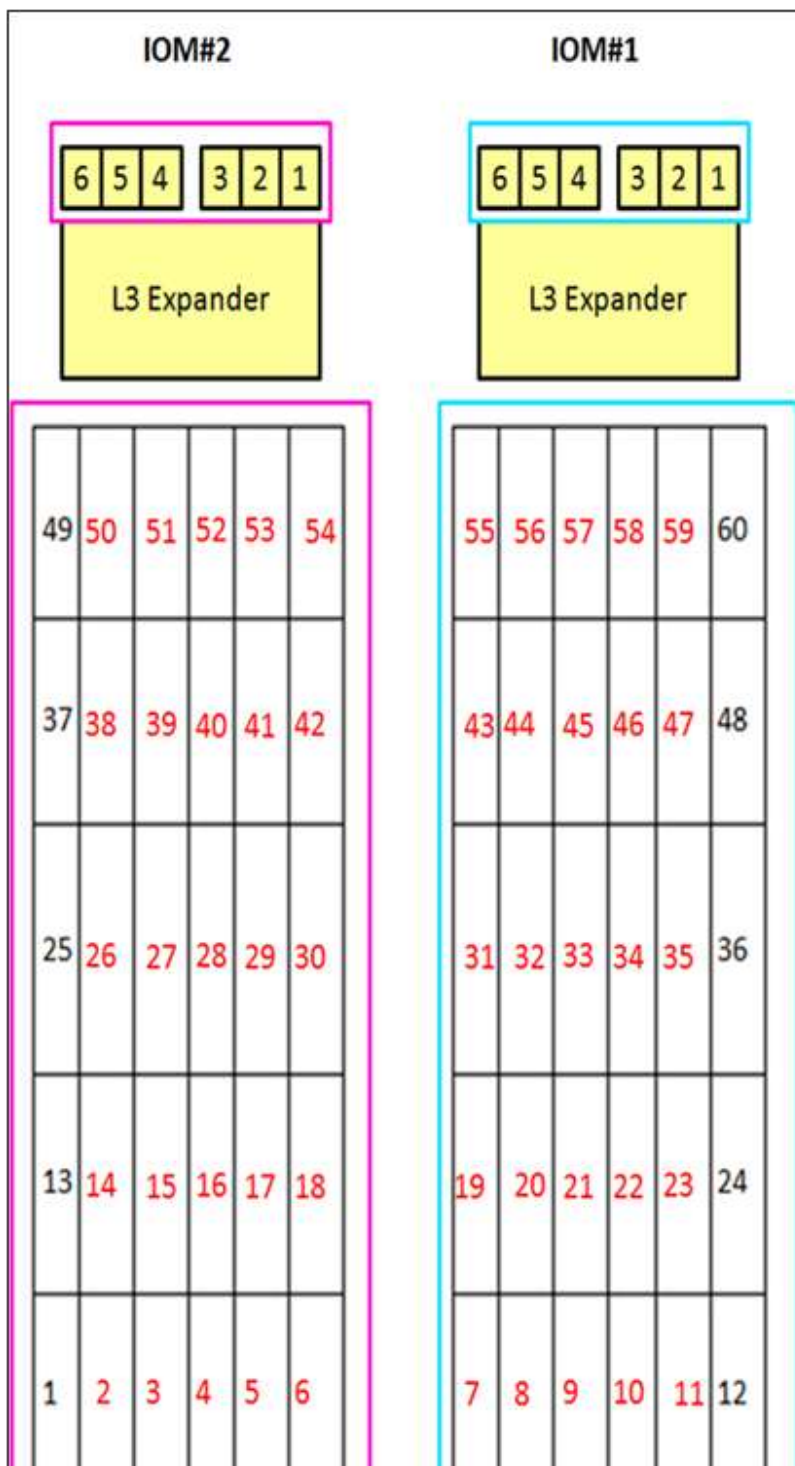 IOM#2 IOM#1
6 5 4 3 2 1 6 5 4 3 2 1
L3 Expander L3 Expander
49 50 51 52 53 54 55 56 57 58 59 60
37 38 39 40 41 42 43 44 45 46 47 48
25 26 27 28 29 30 31 32 33 34 35 36
13 14 15 16 17 18 19 20 21 22 23 24
1 2 3 4 5 6 7 8 9 10 11 12